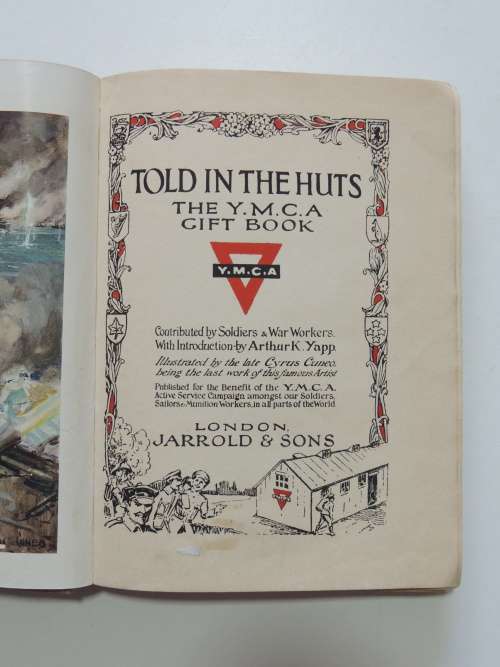 TOLD IN THE HUTS
THE Y.M.C.A
GIFT BOOK
Y.M.C.A
Contributed by Soldiers & War Workers.
With Introduction by Arthur K. Yapp.
Illustrated by the late Cyrus Cuneo,
being the last work of this famous Artist
Published for the Benefit of the Y.M.C.A.
Active Service Campaign amongst our Soldiers,
Sailors & Munition Workers, in all parts of the World
LONDON,
JARROLD & SONS